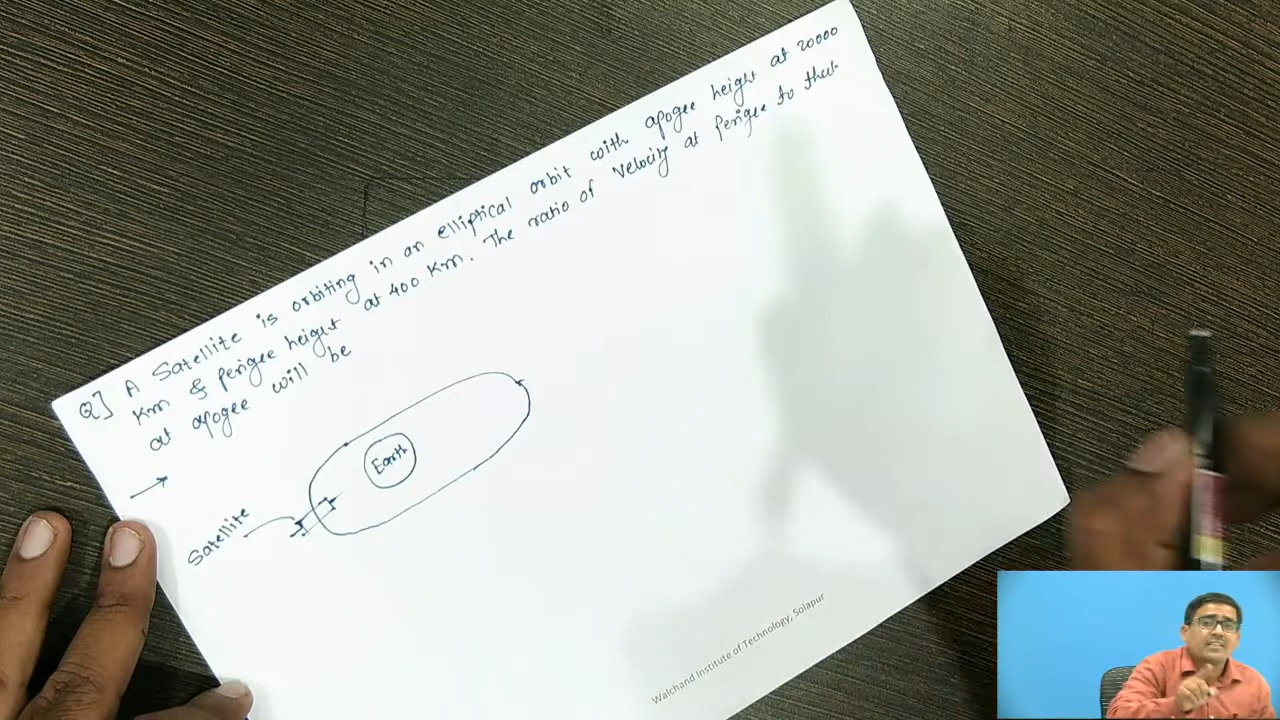 Q] A Satellite is orbiting in an elliptical orbit with apogee height at 20000
Km & perigee height at 400 Km. The ratio of velocity at perigee to that
at apogee will be
Earth
Satellite
Walchand Institute of Technology, Solapur